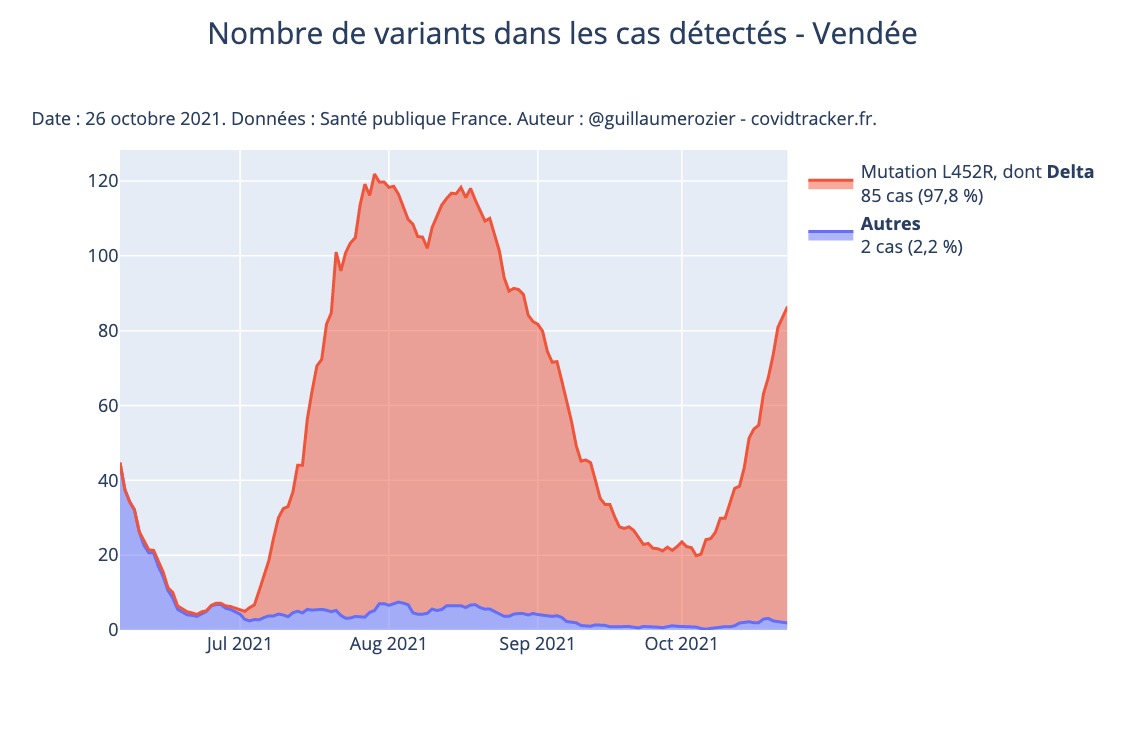 Nombre de variants dans les cas détectés - Vendée
Date : 26 octobre 2021. Données : Santé publique France. Auteur : @guillaumerozier - covidtracker.fr.
Mutation L452R, dont Delta
85 cas (97,8 %)
Autres
2 cas (2,2 %)
120
100
80
60
40
20
0
Jul 2021
Aug 2021
Sep 2021
Oct 2021